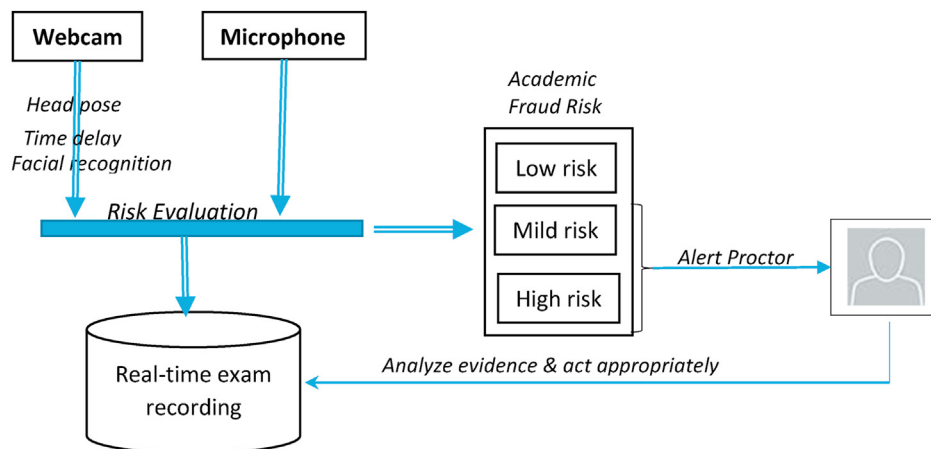 Webcam
Microphone
Head pose
Time delay
Facial recognition
Risk Evaluation
Academic
Fraud Risk
Low risk
Mild risk
High risk
Alert Proctor
Analyze evidence & act appropriately
Real-time exam
recording